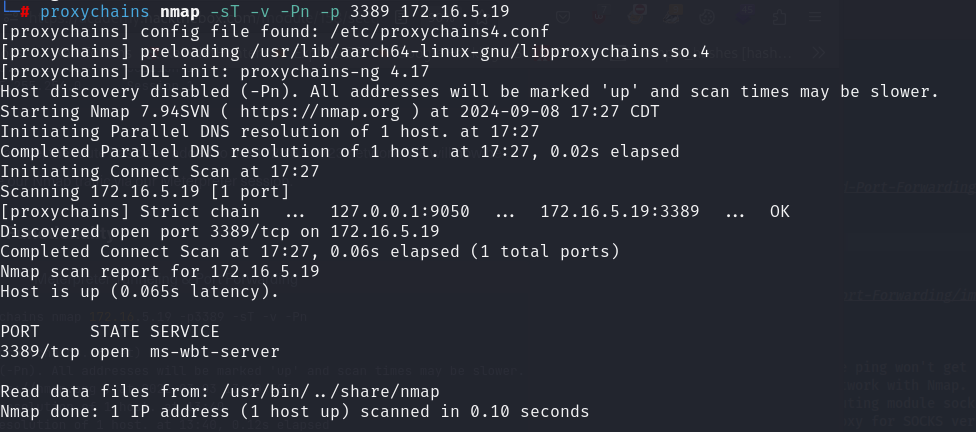 └─# proxychains nmap -sT -v -Pn -p 3389 172.16.5.19
[proxychains] config file found: /etc/proxychains4.conf
[proxychains] preloading /usr/lib/aarch64-linux-gnu/libproxychains.so.4
[proxychains] DLL init: proxychains-ng 4.17
Host discovery disabled (-Pn). All addresses will be marked 'up' and scan times may be slower.
Starting Nmap 7.94SVN ( https://nmap.org ) at 2024-09-08 17:27 CDT
Initiating Parallel DNS resolution of 1 host. at 17:27
Completed Parallel DNS resolution of 1 host. at 17:27, 0.02s elapsed
Initiating Connect Scan at 17:27
Scanning 172.16.5.19 [1 port]
[proxychains] Strict chain  ...  127.0.0.1:9050  ...  172.16.5.19:3389  ...  OK
Discovered open port 3389/tcp on 172.16.5.19
Completed Connect Scan at 17:27, 0.06s elapsed (1 total ports)
Nmap scan report for 172.16.5.19
Host is up (0.065s latency).
PORT     STATE SERVICE
3389/tcp open  ms-wbt-server
Read data files from: /usr/bin/../share/nmap
Nmap done: 1 IP address (1 host up) scanned in 0.10 seconds